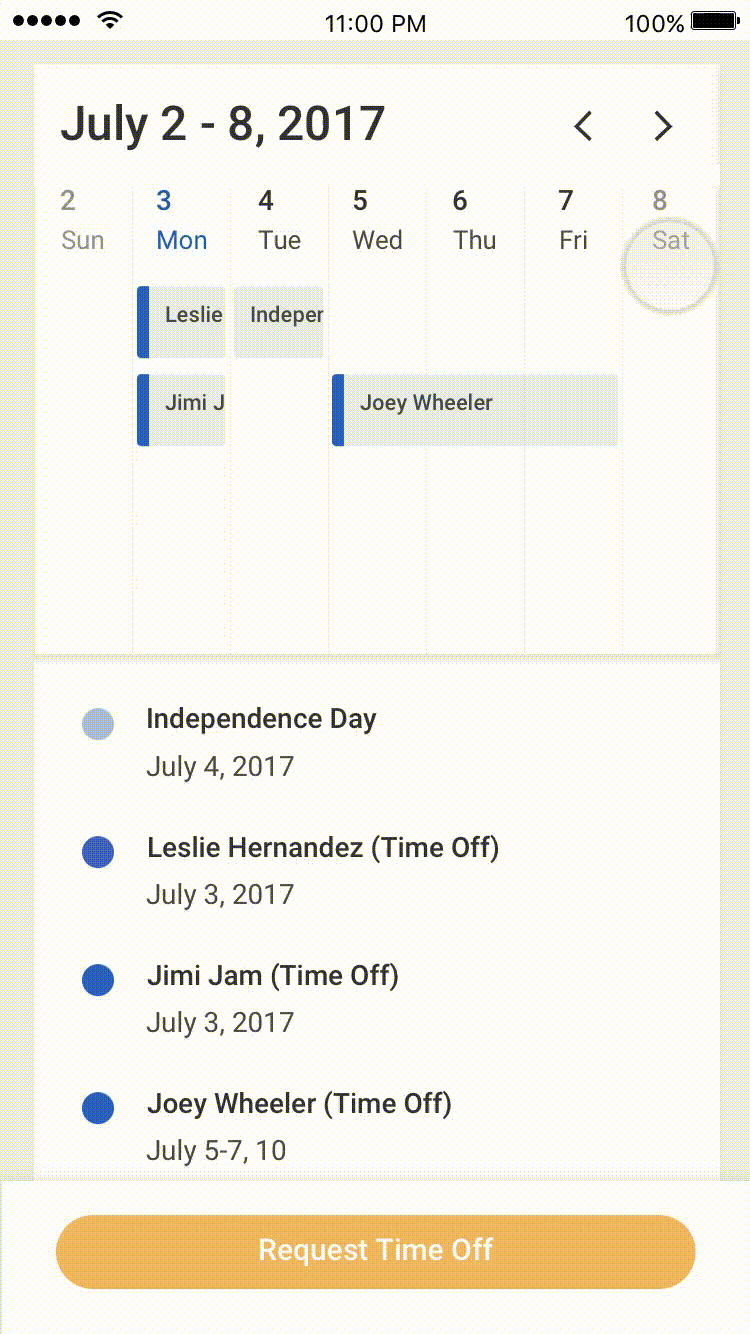 11:00 PM 100%
July 2 - 8, 2017
2 3 4 5 6 7 8
Sun Mon Tue Wed Thu Fri Sat
Leslie Indeper
Jimi J Joey Wheeler
Independence Day
July 4, 2017
Leslie Hernandez (Time Off)
July 3, 2017
Jimi Jam (Time Off)
July 3, 2017
Joey Wheeler (Time Off)
July 5-7, 10
Request Time Off